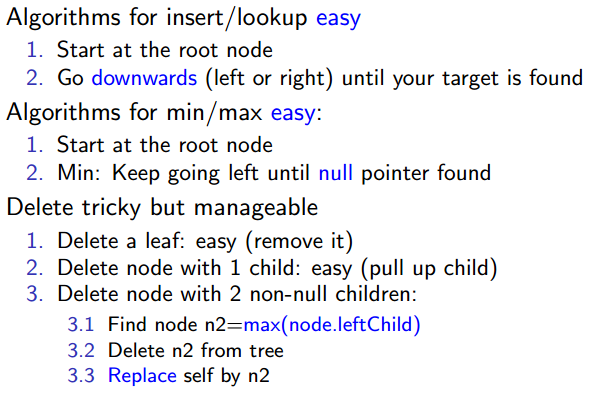 Algorithms for insert/lookup easy
1. Start at the root node
2. Go downwards (left or right) until your target is found
Algorithms for min/max easy:
1. Start at the root node
2. Min: Keep going left until null pointer found
Delete tricky but manageable
1. Delete a leaf: easy (remove it)
2. Delete node with 1 child: easy (pull up child)
3. Delete node with 2 non-null children:
3.1 Find node n2=max(node.leftChild)
3.2 Delete n2 from tree
3.3 Replace self by n2